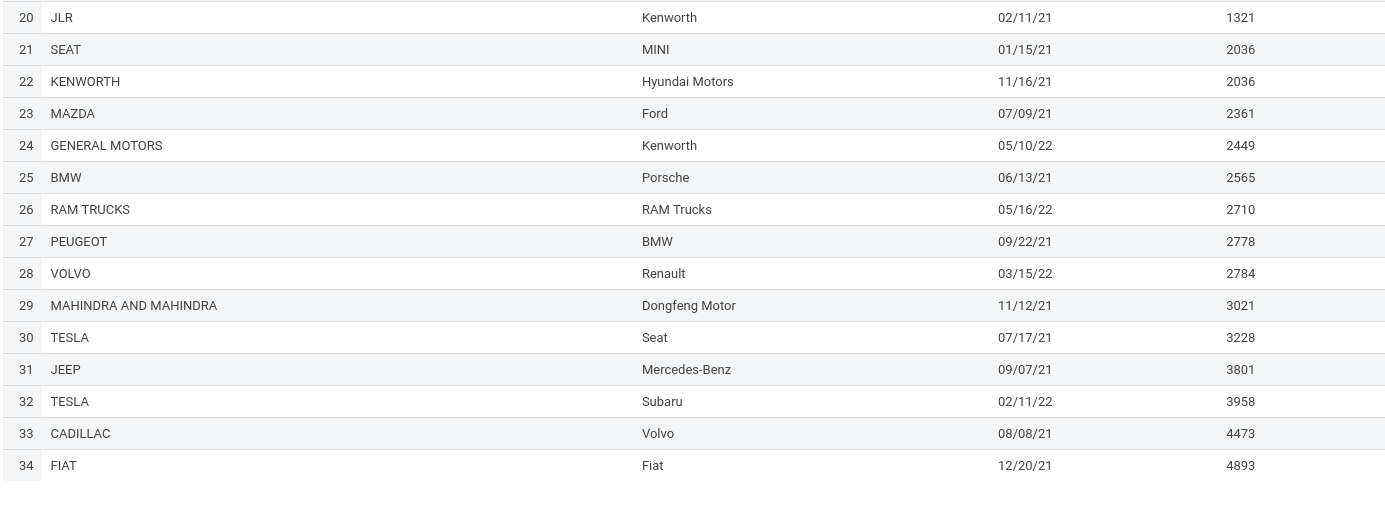 20 JLR Kenworth 02/11/21 1321
21 SEAT MINI 01/15/21 2036
22 KENWORTH Hyundai Motors 11/16/21 2036
23 MAZDA Ford 07/09/21 2361
24 GENERAL MOTORS Kenworth 05/10/22 2449
25 BMW Porsche 06/13/21 2565
26 RAM TRUCKS RAM Trucks 05/16/22 2710
27 PEUGEOT BMW 09/22/21 2778
28 VOLVO Renault 03/15/22 2784
29 MAHINDRA AND MAHINDRA Dongfeng Motor 11/12/21 3021
30 TESLA Seat 07/17/21 3228
31 JEEP Mercedes-Benz 09/07/21 3801
32 TESLA Subaru 02/11/22 3958
33 CADILLAC Volvo 08/08/21 4473
34 FIAT Fiat 12/20/21 4893